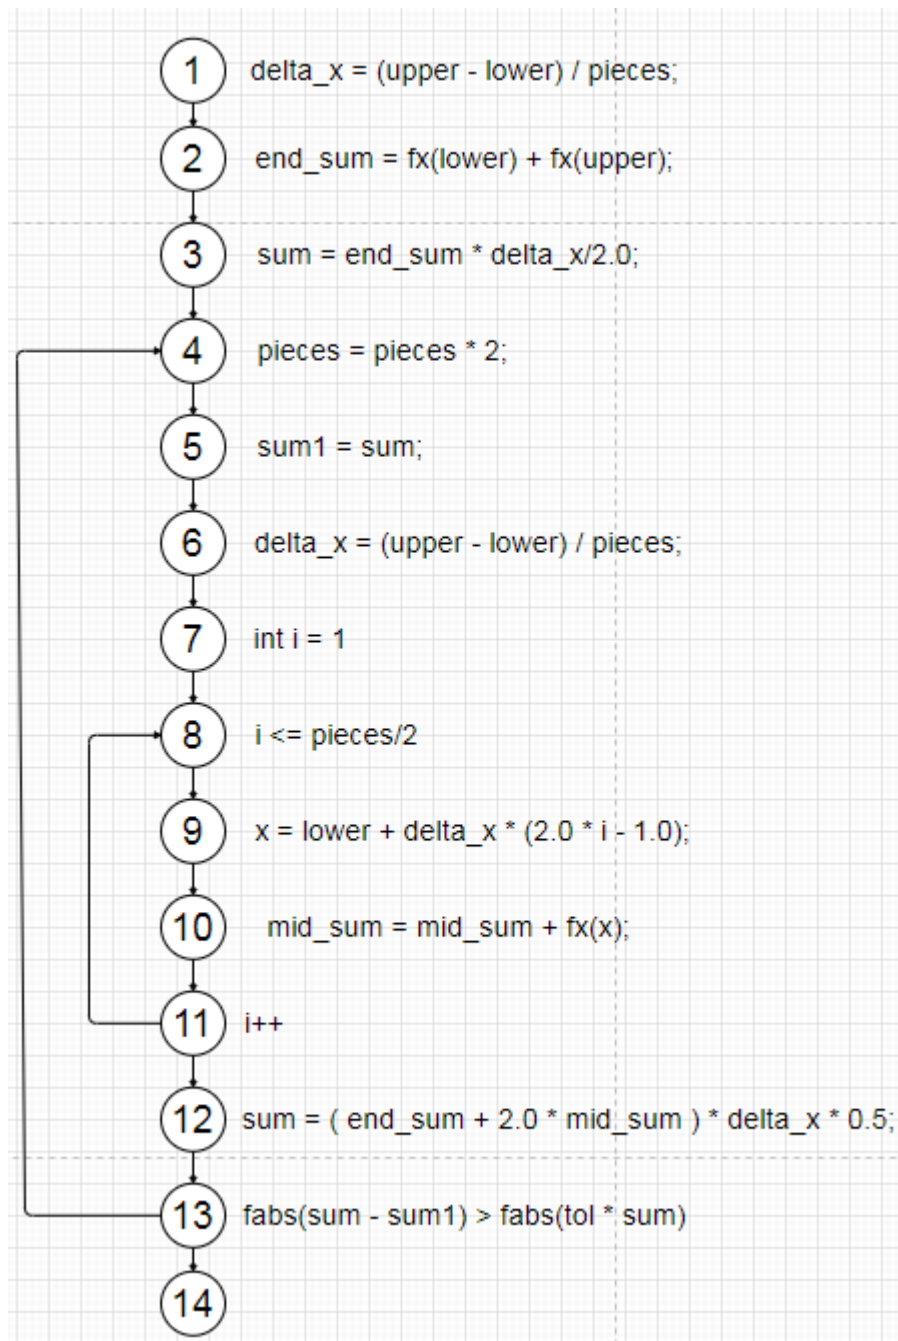 1 delta_x = (upper - lower) / pieces;
2 end_sum = fx(lower) + fx(upper);
3 sum = end_sum * delta_x/2.0;
4 pieces = pieces * 2;
5 sum1 = sum;
6 delta_x = (upper - lower) / pieces;
7 int i = 1
8 i <= pieces/2
9 x = lower + delta_x * (2.0 * i - 1.0);
10 mid_sum = mid_sum + fx(x);
11 i++
12 sum = ( end_sum + 2.0 * mid_sum ) * delta_x * 0.5;
13 fabs(sum - sum1) > fabs(tol * sum)
14